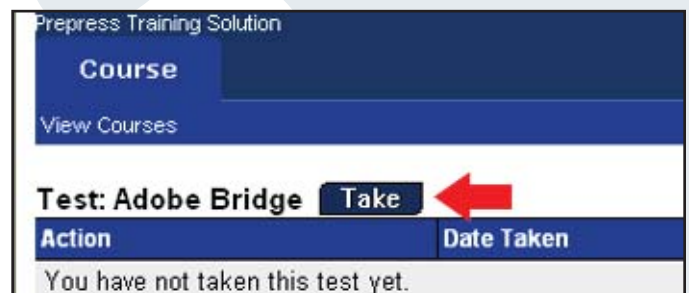 Prepress Training Solution
Course
View Courses
Test: Adobe Bridge Take
Action Date Taken
You have not taken this test yet.